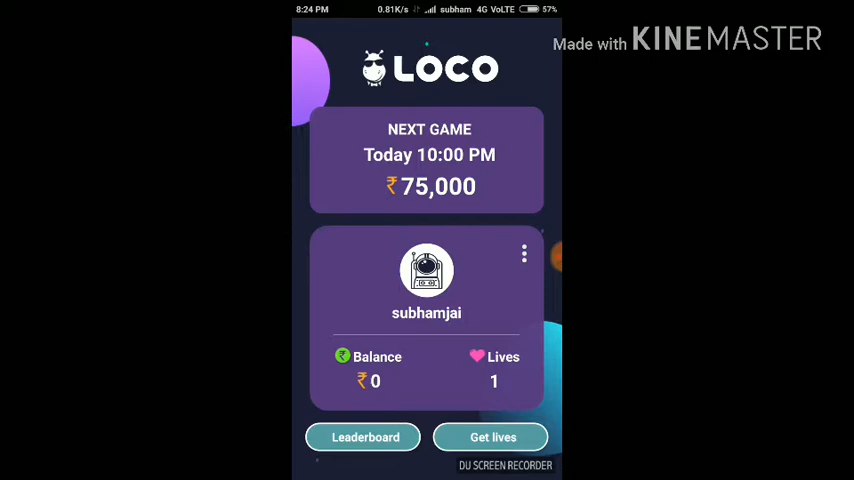 8:24 PM 0.81K/s subham 4G VoLTE 57%
Made with KINEMASTER
LOCO
NEXT GAME
Today 10:00 PM
₹75,000
subhamjai
₹ Balance Lives
₹0 1
Leaderboard Get lives
DU SCREEN RECORDER